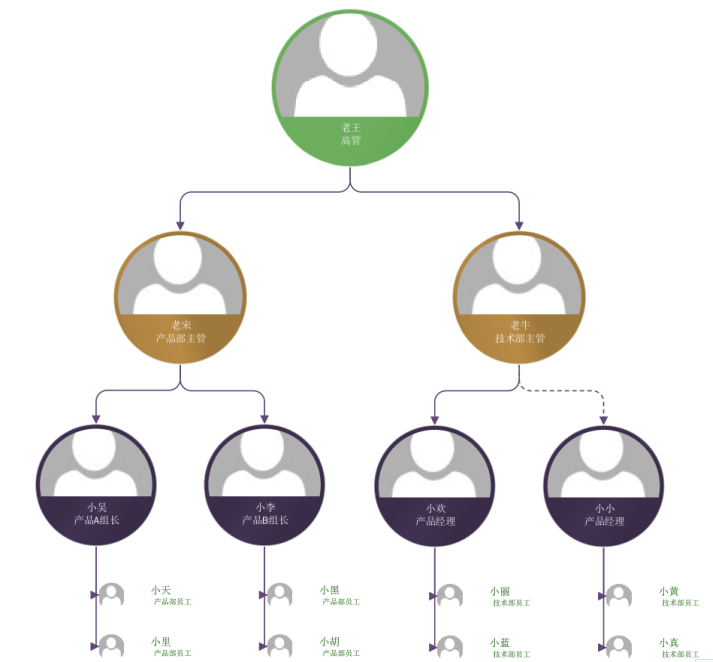 老王
高管
老宋
产品部主管
老牛
技术部主管
小吴
产品A组长
小李
产品B组长
小欢
产品经理
小小
产品经理
小天
产品部员工
小黑
产品部员工
小丽
技术部员工
小黄
技术部员工
小里
产品部员工
小胡
产品部员工
小蓝
技术部员工
小真
技术部员工